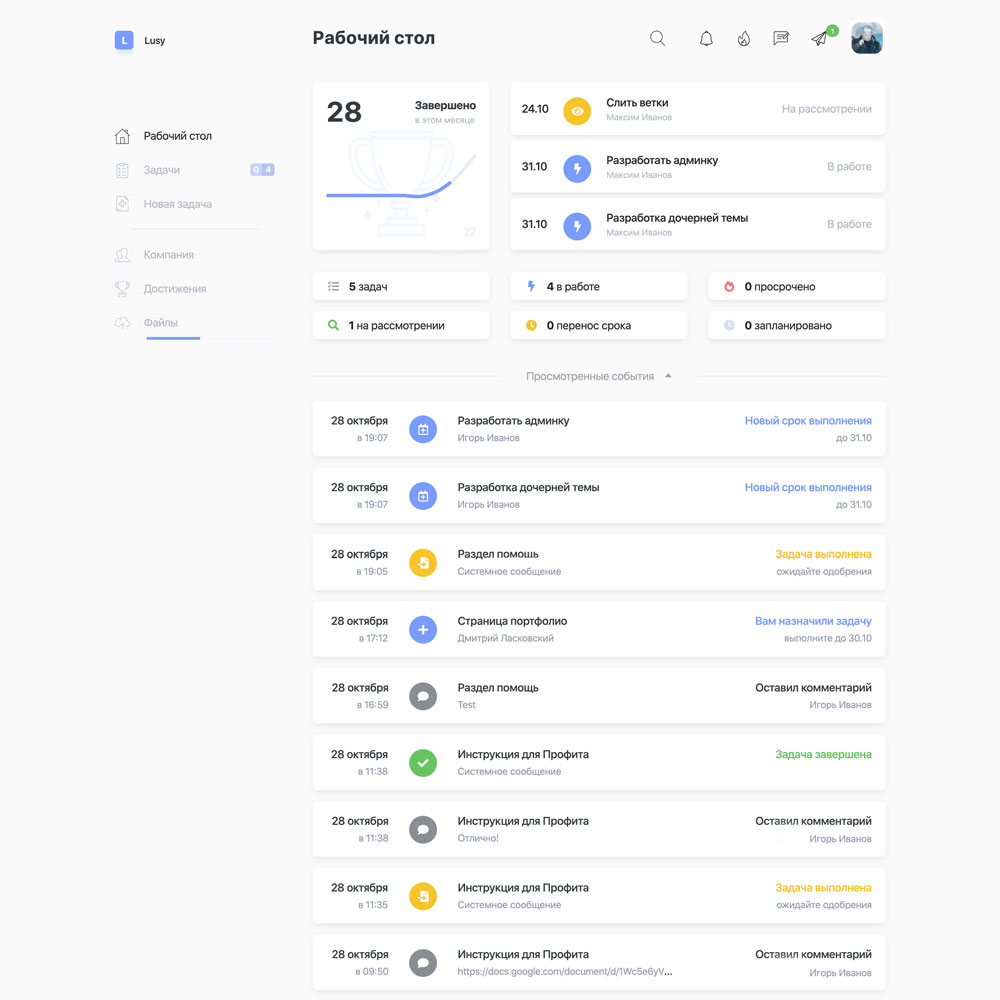 L Lusy
Рабочий стол
1
Рабочий стол
Задачи 0 4
Новая задача
Компания
Достижения
Файлы
28 Завершено
в этом месяце
22
24.10 Слить ветки На рассмотрении
Максим Иванов
31.10 Разработать админку В работе
Максим Иванов
31.10 Разработка дочерней темы В работе
Максим Иванов
5 задач 4 в работе 0 просрочено
1 на рассмотрении 0 перенос срока 0 запланировано
Просмотренные события
28 октября Разработать админку Новый срок выполнения
в 19:07 Игорь Иванов до 31.10
28 октября Разработка дочерней темы Новый срок выполнения
в 19:07 Игорь Иванов до 31.10
28 октября Раздел помощь Задача выполнена
в 19:05 Системное сообщение ожидайте одобрения
28 октября Страница портфолио Вам назначили задачу
в 17:12 Дмитрий Ласковский выполните до 30.10
28 октября Раздел помощь Оставил комментарий
в 16:59 Test Игорь Иванов
28 октября Инструкция для Профита Задача завершена
в 11:38 Системное сообщение
28 октября Инструкция для Профита Оставил комментарий
в 11:38 Отлично! Игорь Иванов
28 октября Инструкция для Профита Задача выполнена
в 11:35 Системное сообщение ожидайте одобрения
28 октября Инструкция для Профита Оставил комментарий
в 09:50 https://docs.google.com/document/d/1Wc5e6yV... Игорь Иванов